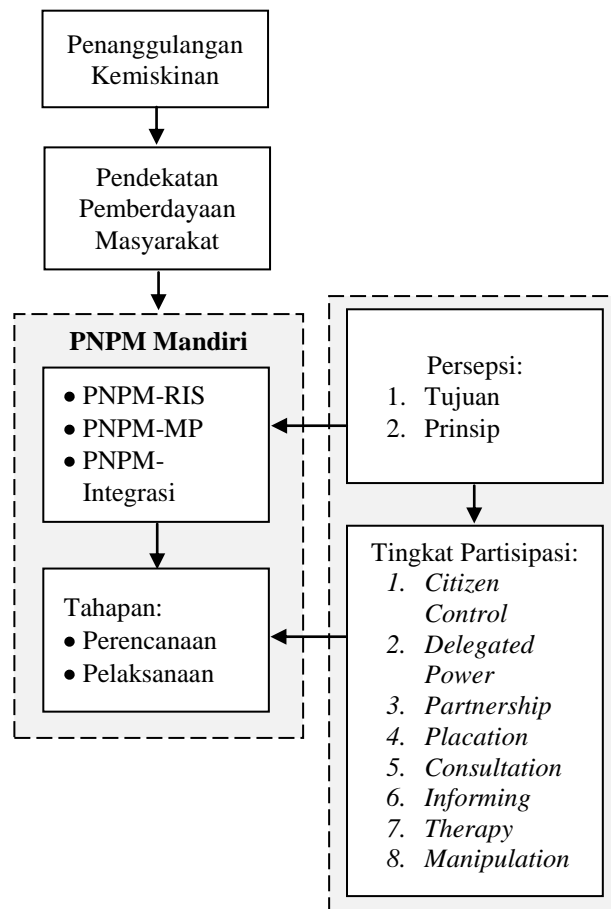 Penanggulangan
Kemiskinan
Pendekatan
Pemberdayaan
Masyarakat
PNPM Mandiri
• PNPM-RIS
• PNPM-MP
• PNPM-
Integrasi
Tahapan:
• Perencanaan
• Pelaksanaan
Persepsi:
1. Tujuan
2. Prinsip
Tingkat Partisipasi:
1. Citizen
Control
2. Delegated
Power
3. Partnership
4. Placation
5. Consultation
6. Informing
7. Therapy
8. Manipulation